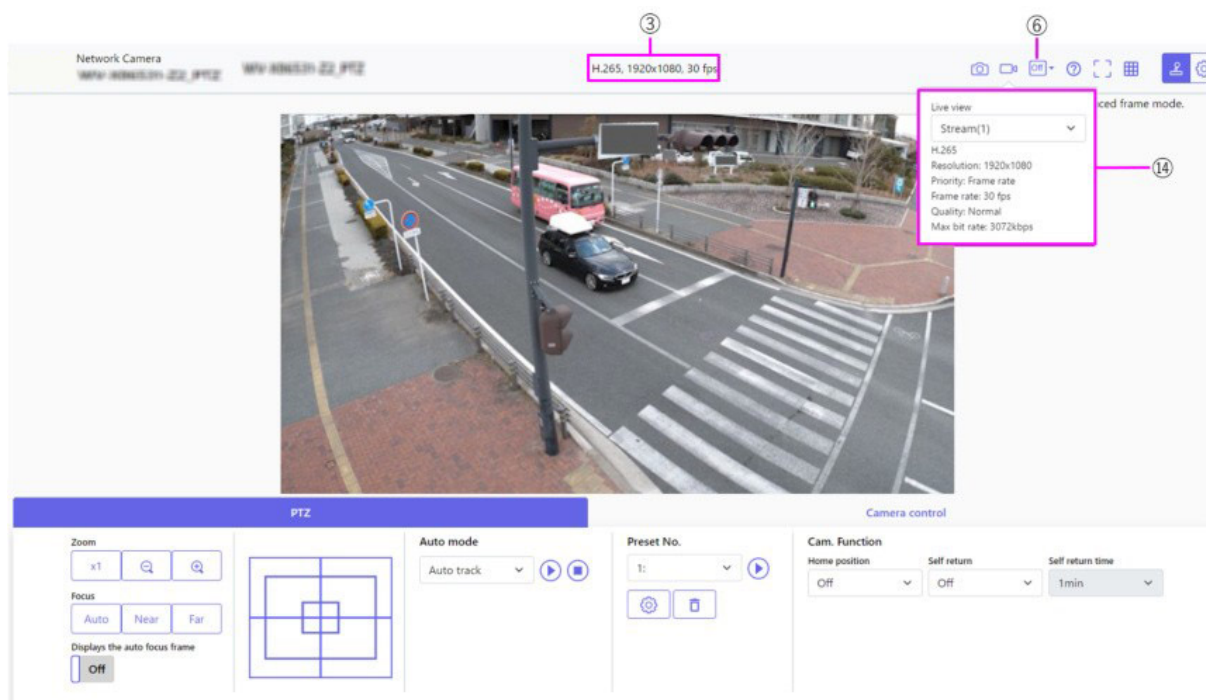 ③
⑥
Network Camera
H.265, 1920x1080, 30 fps
Off
ced frame mode.
Live view
Stream(1)
H.265
Resolution: 1920x1080
Priority: Frame rate
Frame rate: 30 fps
Quality: Normal
Max bit rate: 3072kbps
⑭
PTZ
Camera control
Zoom
x1
Focus
Auto Near Far
Displays the auto focus frame
Off
Auto mode
Auto track
Preset No.
1:
Cam. Function
Home position Self return Self return time
Off Off 1min